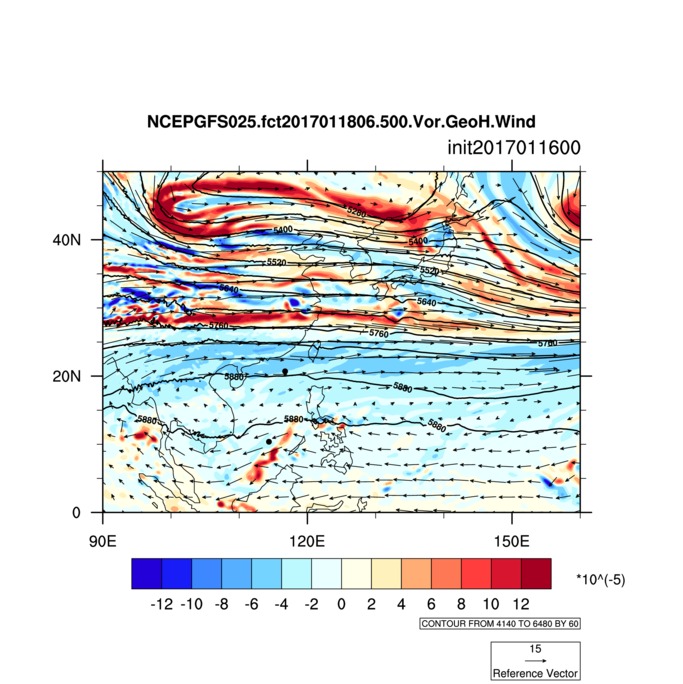 NCEPGFS025.fct2017011806.500.Vor.GeoH.Wind
init2017011600
5280
5400
5400
40N
5520
5520
5640
5640
5760
5760
5760
20N
5880
5880
5880
5880
5880
0
90E 120E 150E
-12 -10 -8 -6 -4 -2 0 2 4 6 8 10 12
*10^(-5)
CONTOUR FROM 4140 TO 6480 BY 60
15
Reference Vector